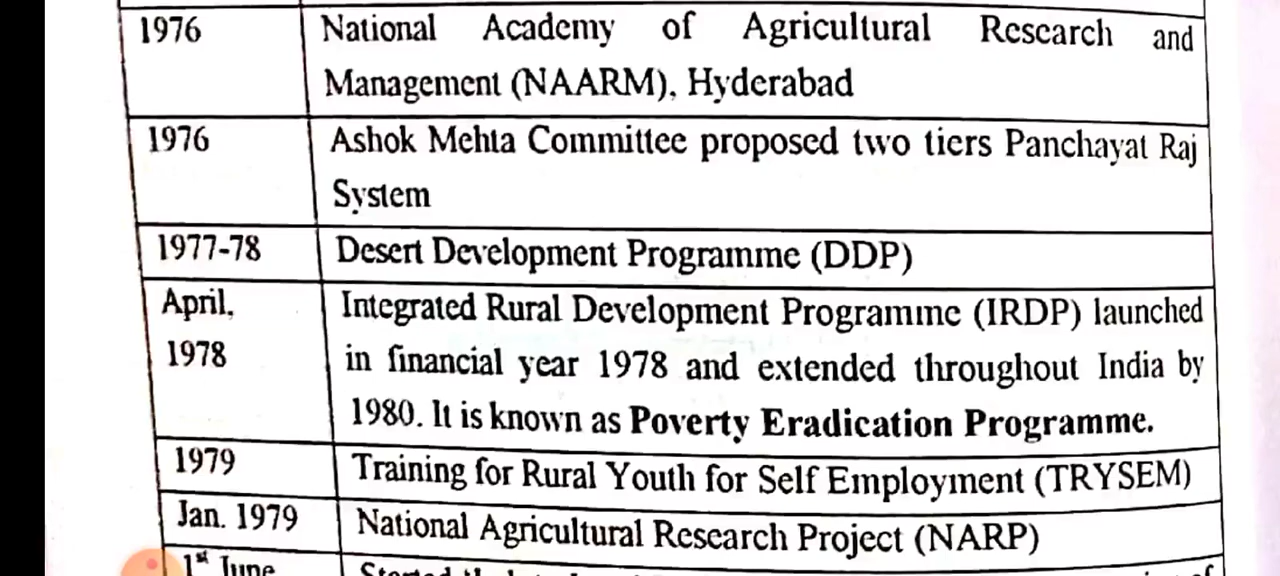 1976 National Academy of Agricultural Research and
Management (NAARM), Hyderabad
1976 Ashok Mehta Committee proposed two tiers Panchayat Raj
System
1977-78 Desert Development Programme (DDP)
April, Integrated Rural Development Programme (IRDP) launched
1978 in financial year 1978 and extended throughout India by
1980. It is known as Poverty Eradication Programme.
1979 Training for Rural Youth for Self Employment (TRYSEM)
Jan. 1979 National Agricultural Research Project (NARP)
1st June Started